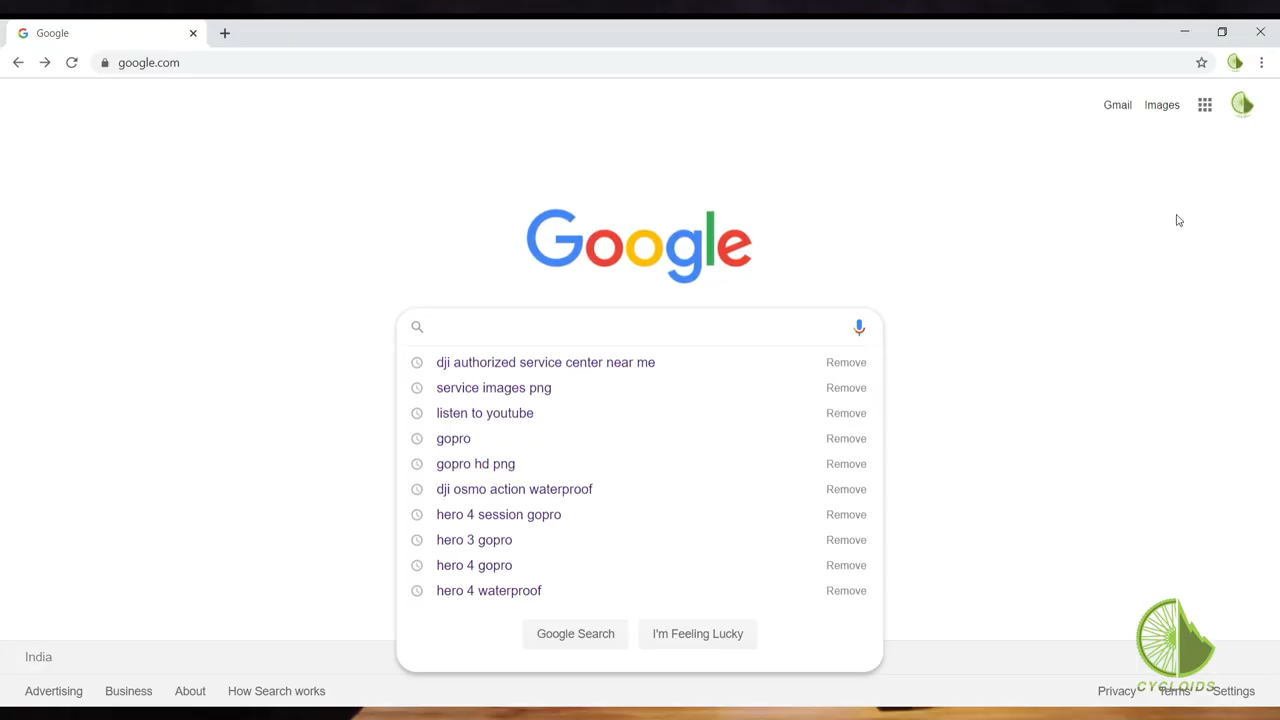 Google
google.com
Gmail Images
Google
dji authorized service center near me Remove
service images png Remove
listen to youtube Remove
gopro Remove
gopro hd png Remove
dji osmo action waterproof Remove
hero 4 session gopro Remove
hero 3 gopro Remove
hero 4 gopro Remove
hero 4 waterproof Remove
Google Search I'm Feeling Lucky
India
CYCLOIDS
Advertising Business About How Search works Privacy Terms Settings